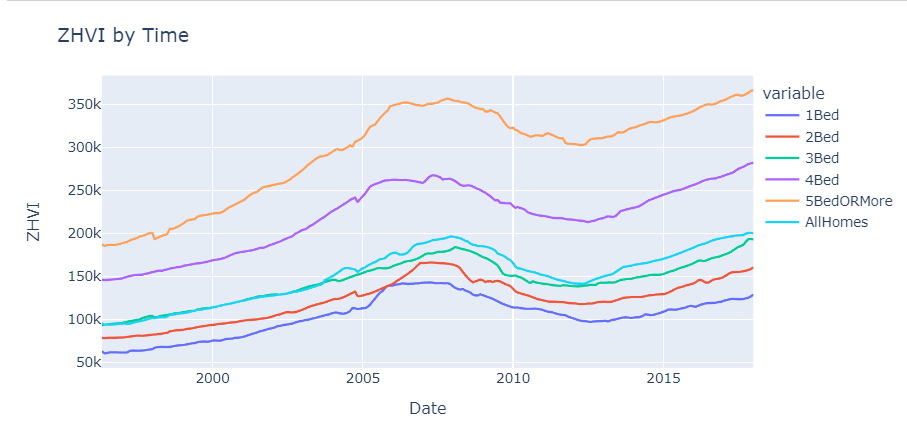 ZHVI by Time
ZHVI
350k
300k
250k
200k
150k
100k
50k
2000 2005 2010 2015
Date
variable
1Bed
2Bed
3Bed
4Bed
5BedORMore
AllHomes